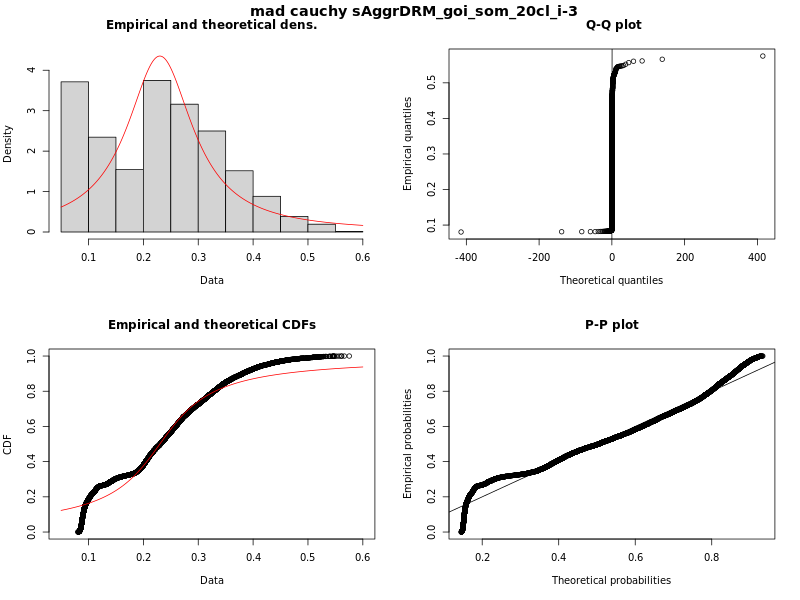 mad cauchy sAggrDRM_goi_som_20cl_i-3
Empirical and theoretical dens.
Density
0 1 2 3 4
0.1 0.2 0.3 0.4 0.5 0.6
Data
Q-Q plot
Empirical quantiles
0.1 0.2 0.3 0.4 0.5
-400 -200 0 200 400
Theoretical quantiles
Empirical and theoretical CDFs
CDF
0.0 0.2 0.4 0.6 0.8 1.0
0.1 0.2 0.3 0.4 0.5 0.6
Data
P-P plot
Empirical probabilities
0.0 0.2 0.4 0.6 0.8 1.0
0.2 0.4 0.6 0.8
Theoretical probabilities